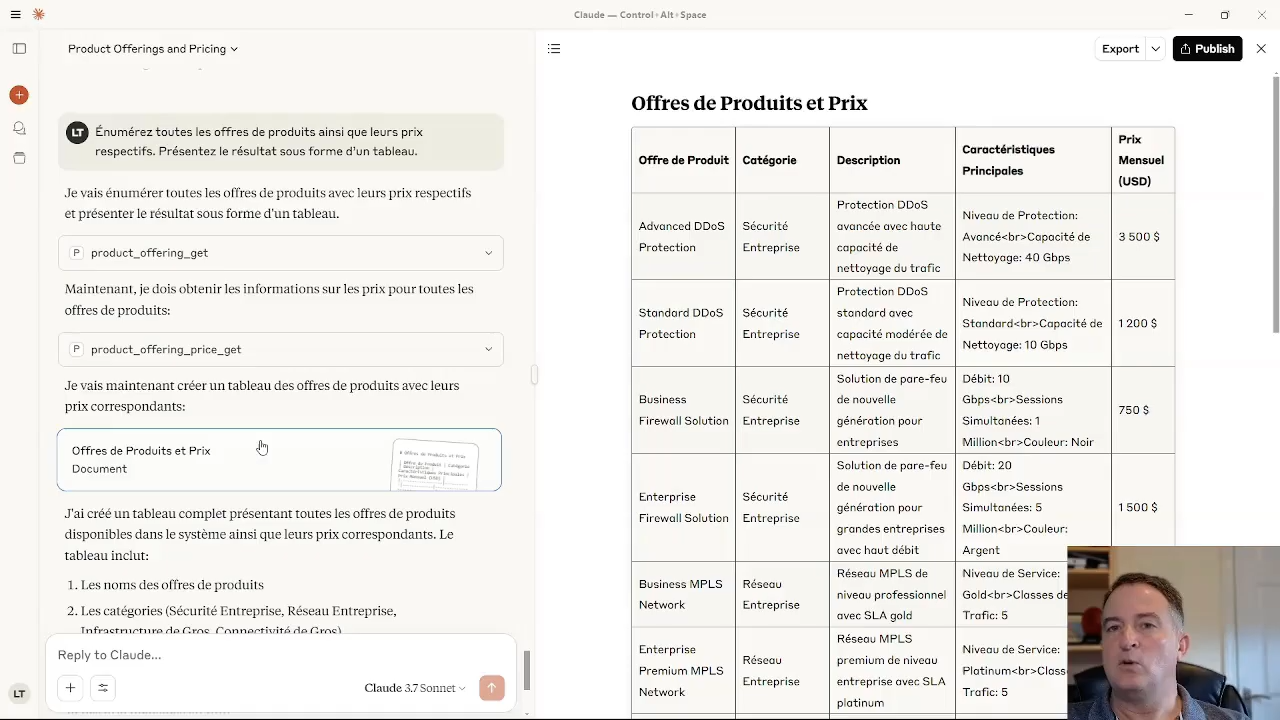 Claude — Control+Alt+Space
Product Offerings and Pricing
LT
Énumérez toutes les offres de produits ainsi que leurs prix
respectifs. Présentez le résultat sous forme d'un tableau.
Je vais énumérer toutes les offres de produits avec leurs prix respectifs
et présenter le résultat sous forme d'un tableau.
P product_offering_get
Maintenant, je dois obtenir les informations sur les prix pour toutes les
offres de produits:
P product_offering_price_get
Je vais maintenant créer un tableau des offres de produits avec leurs
prix correspondants:
Offres de Produits et Prix
Document
# Offres de Produits et Prix
J'ai créé un tableau complet présentant toutes les offres de produits
disponibles dans le système ainsi que leurs prix correspondants. Le
tableau inclut:
1. Les noms des offres de produits
2. Les catégories (Sécurité Entreprise, Réseau Entreprise,
Infrastructure de Gros, Connectivité de Gros)
Reply to Claude...
Claude 3.7 Sonnet
LT
Export
Publish
Offres de Produits et Prix
Offre de Produit
Catégorie
Description
Caractéristiques
Principales
Prix
Mensuel
(USD)
Advanced DDoS
Protection
Sécurité
Entreprise
Protection DDoS
avancée avec haute
capacité de
nettoyage du trafic
Niveau de Protection:
Avancé<br>Capacité de
Nettoyage: 40 Gbps
3 500 $
Standard DDoS
Protection
Sécurité
Entreprise
Protection DDoS
standard avec
capacité modérée de
nettoyage du trafic
Niveau de Protection:
Standard<br>Capacité de
Nettoyage: 10 Gbps
1 200 $
Business
Firewall Solution
Sécurité
Entreprise
Solution de pare-feu
de nouvelle
génération pour
entreprises
Débit: 10
Gbps<br>Sessions
Simultanées: 1
Million<br>Couleur: Noir
750 $
Enterprise
Firewall Solution
Sécurité
Entreprise
Solution de pare-feu
de nouvelle
génération pour
grandes entreprises
avec haut débit
Débit: 20
Gbps<br>Sessions
Simultanées: 5
Million<br>Couleur:
Argent
1 500 $
Business MPLS
Network
Réseau
Entreprise
Réseau MPLS de
niveau professionnel
avec SLA gold
Niveau de Service:
Gold<br>Classes de
Trafic: 5
Enterprise
Premium MPLS
Network
Réseau
Entreprise
Réseau MPLS
premium de niveau
entreprise avec SLA
platinum
Niveau de Service:
Platinum<br>Class
Trafic: 5